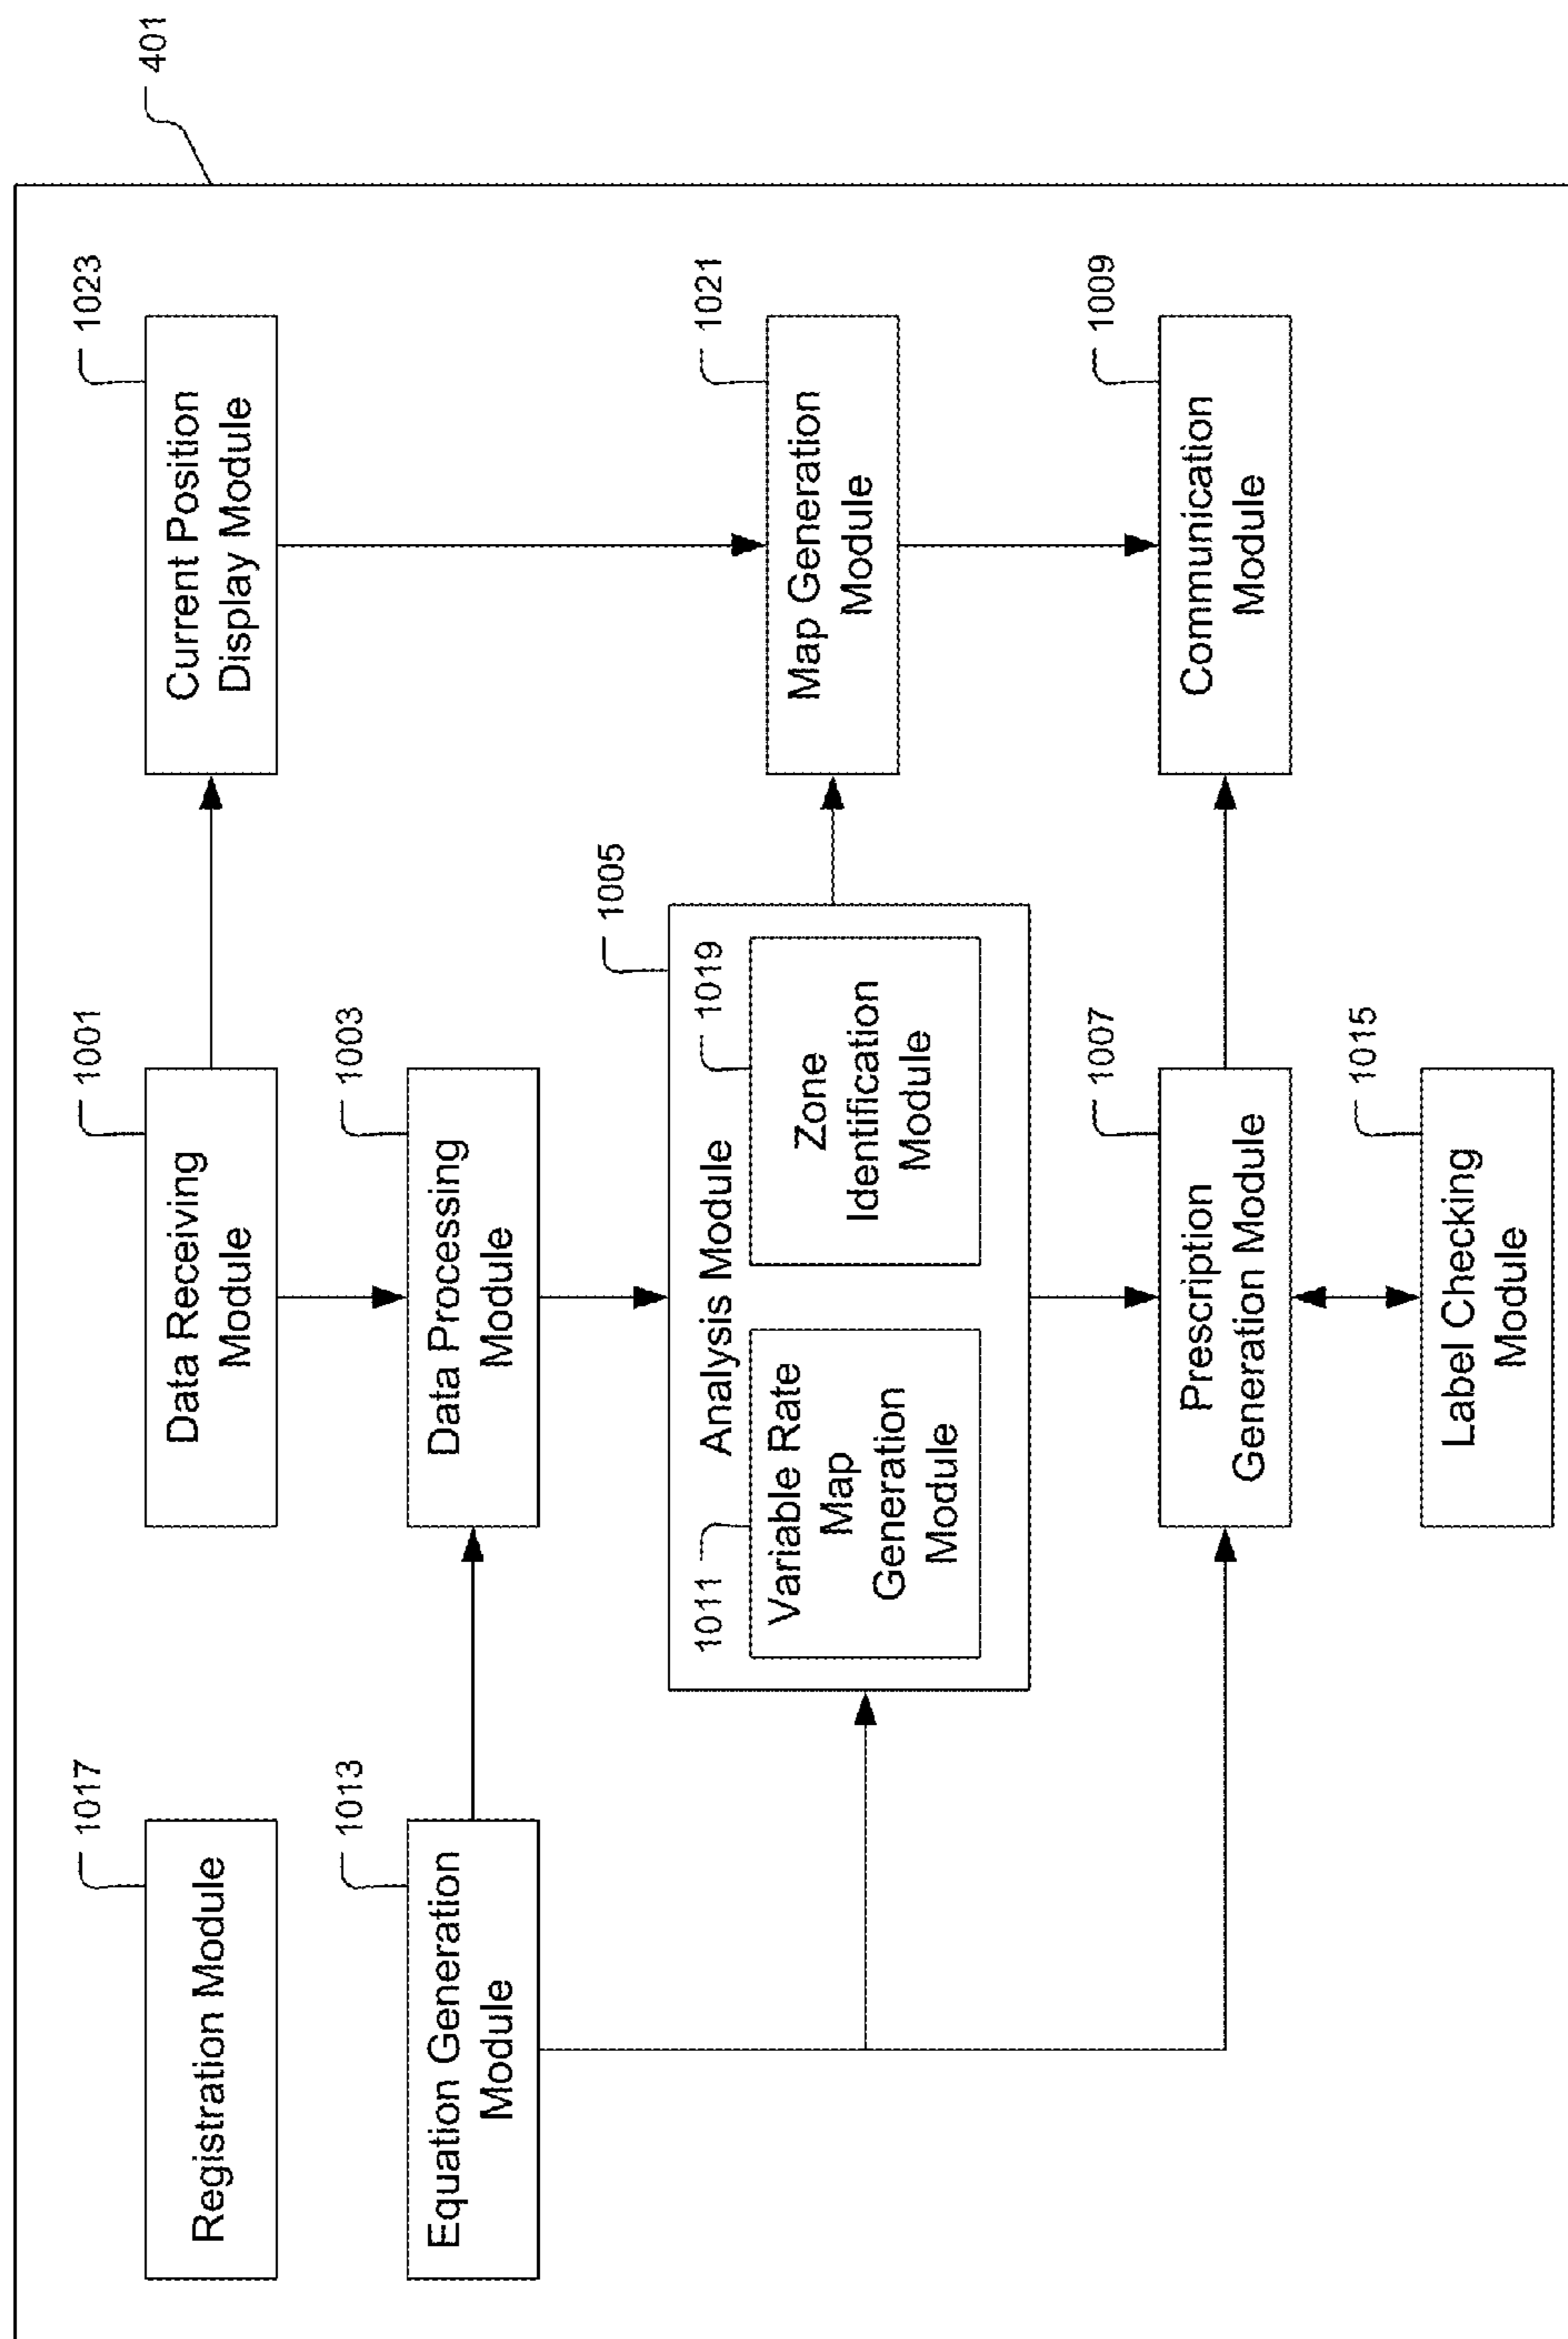 401
1017
Registration Module
1001
Data Receiving
Module
1023
Current Position
Display Module
1013
Equation Generation
Module
1003
Data Processing
Module
1005
Analysis Module
1011
Variable Rate
Map
Generation
Module
1019
Zone
Identification
Module
1021
Map Generation
Module
1007
Prescription
Generation Module
1009
Communication
Module
1015
Label Checking
Module